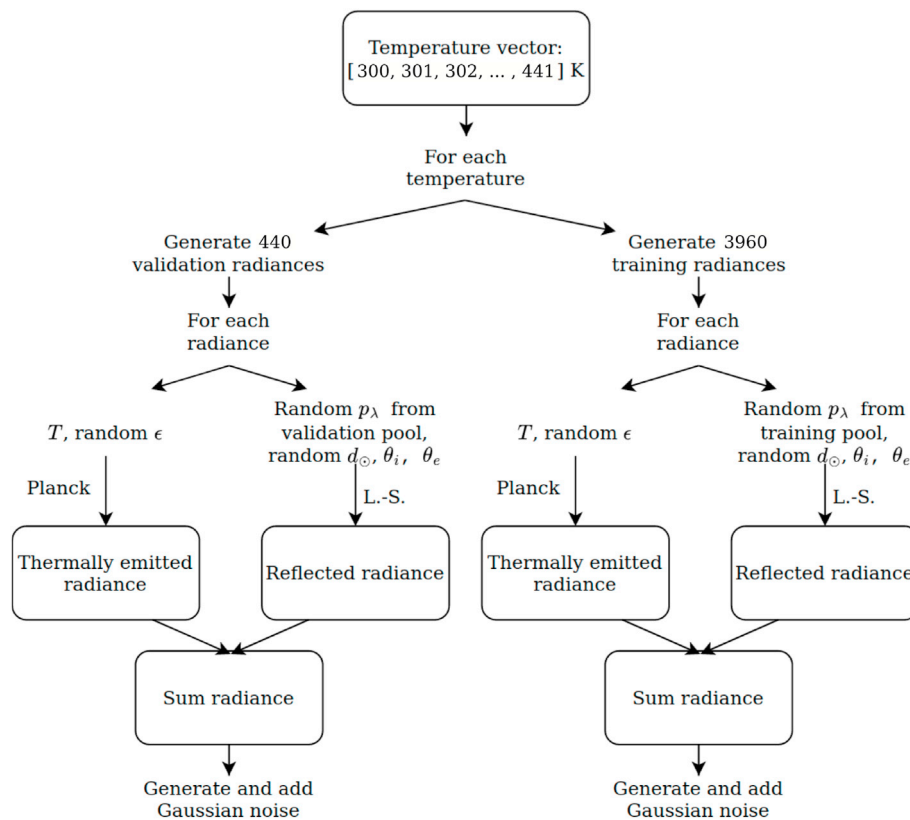 Temperature vector:
[ 300, 301, 302, ... , 441 ] K
For each
temperature
Generate 440
validation radiances
For each
radiance
T, random ϵ
Random p_λ from
validation pool,
random d_⊙, θ_i, θ_e
Planck
L.-S.
Thermally emitted
radiance
Reflected radiance
Sum radiance
Generate and add
Gaussian noise
Generate 3960
training radiances
For each
radiance
T, random ϵ
Random p_λ from
training pool,
random d_⊙, θ_i, θ_e
Planck
L.-S.
Thermally emitted
radiance
Reflected radiance
Sum radiance
Generate and add
Gaussian noise